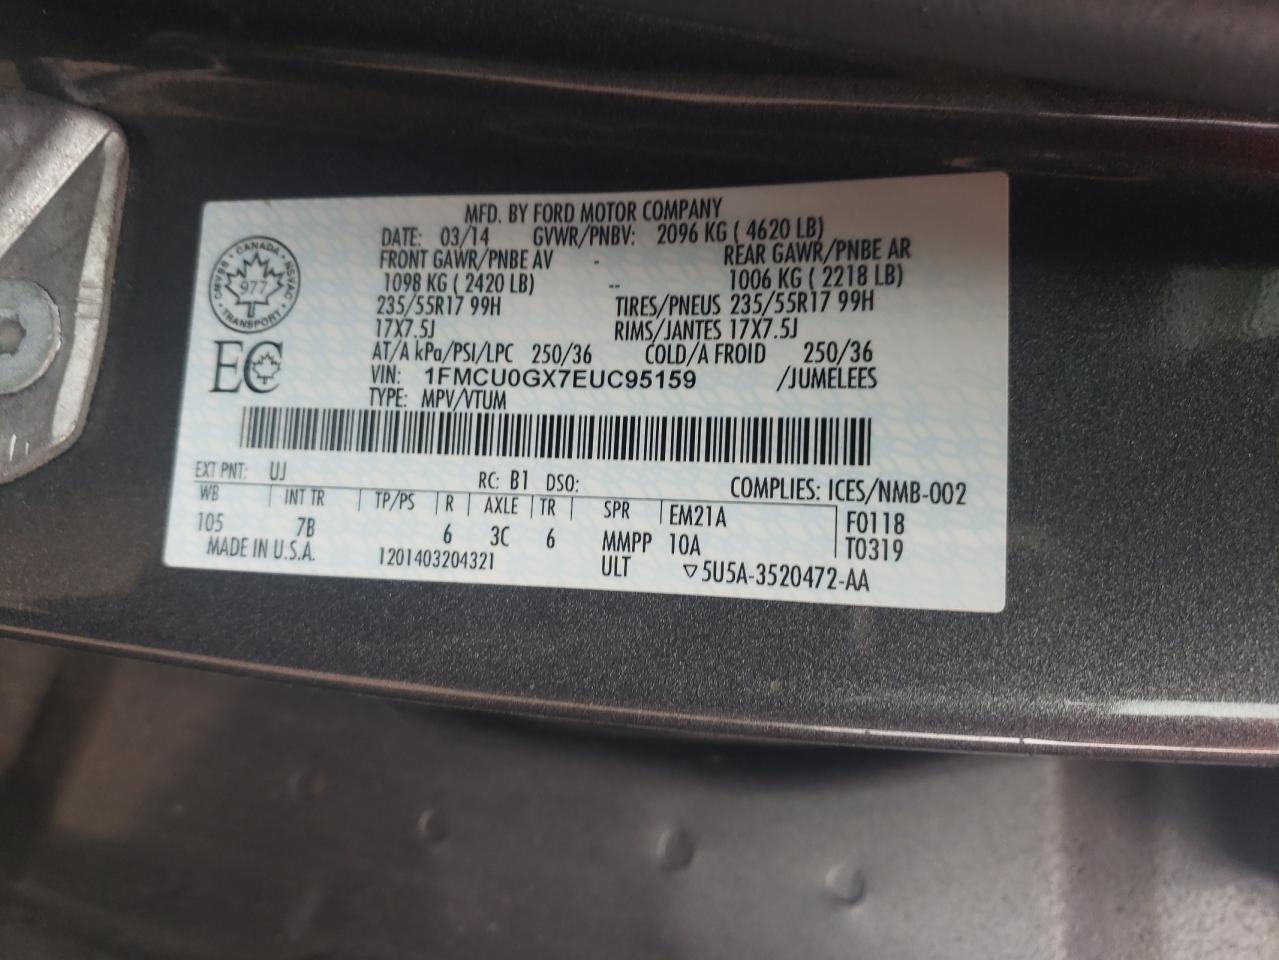 MFD. BY FORD MOTOR COMPANY
DATE: 03/14 GVWR/PNBV: 2096 KG ( 4620 LB)
FRONT GAWR/PNBE AV - REAR GAWR/PNBE AR
1098 KG ( 2420 LB) -- 1006 KG ( 2218 LB)
235/55R17 99H TIRES/PNEUS 235/55R17 99H
17X7.5J RIMS/JANTES 17X7.5J
AT/A kPa/PSI/LPC 250/36 COLD/A FROID 250/36
VIN: 1FMCU0GX7EUC95159 /JUMELEES
TYPE: MPV/VTUM
CANADA
CMVSS NSVAC
977
TRANSPORT
EC
EXT PNT: UJ RC: B1 DSO: COMPLIES: ICES/NMB-002
WB INT TR TP/PS R AXLE TR SPR EM21A F0118
105 7B 6 3C 6 MMPP 10A T0319
MADE IN U.S.A. 1201403204321 ULT ▽5U5A-3520472-AA